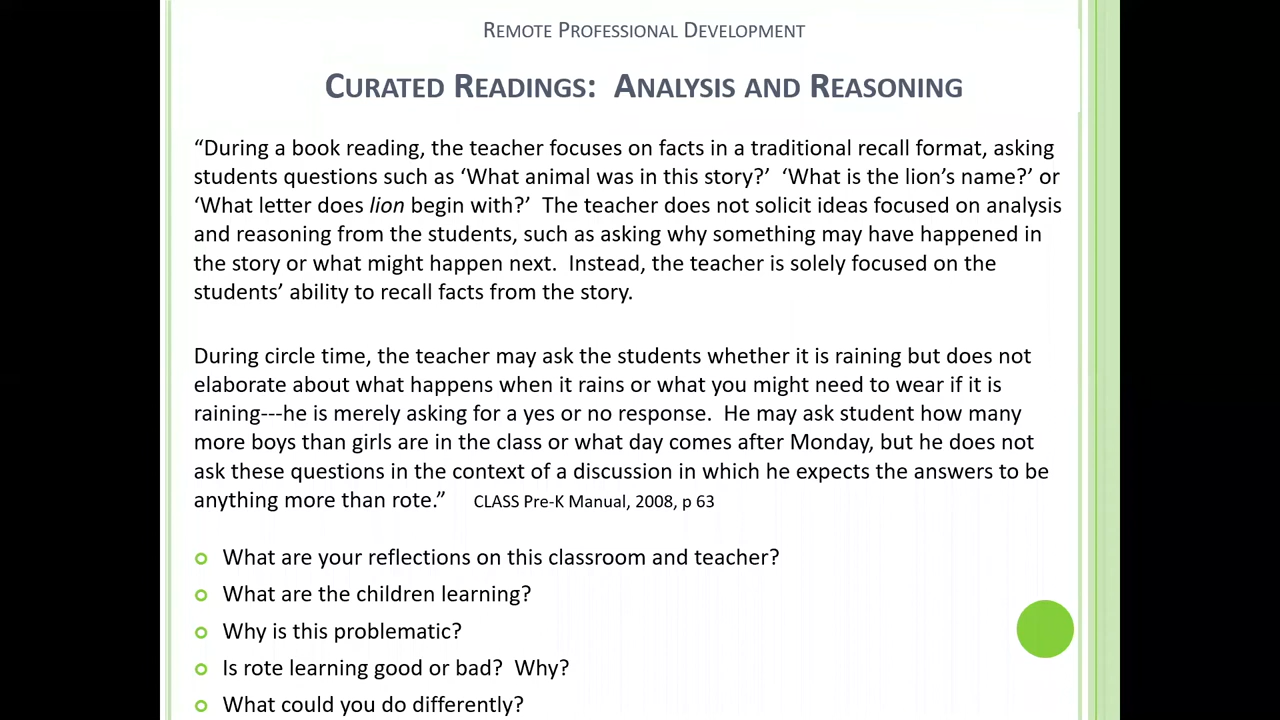 Remote Professional Development
Curated Readings: Analysis and Reasoning
“During a book reading, the teacher focuses on facts in a traditional recall format, asking
students questions such as ‘What animal was in this story?’ ‘What is the lion’s name?’ or
‘What letter does lion begin with?’ The teacher does not solicit ideas focused on analysis
and reasoning from the students, such as asking why something may have happened in
the story or what might happen next. Instead, the teacher is solely focused on the
students’ ability to recall facts from the story.
During circle time, the teacher may ask the students whether it is raining but does not
elaborate about what happens when it rains or what you might need to wear if it is
raining---he is merely asking for a yes or no response. He may ask student how many
more boys than girls are in the class or what day comes after Monday, but he does not
ask these questions in the context of a discussion in which he expects the answers to be
anything more than rote.” CLASS Pre-K Manual, 2008, p 63
What are your reflections on this classroom and teacher?
What are the children learning?
Why is this problematic?
Is rote learning good or bad? Why?
What could you do differently?